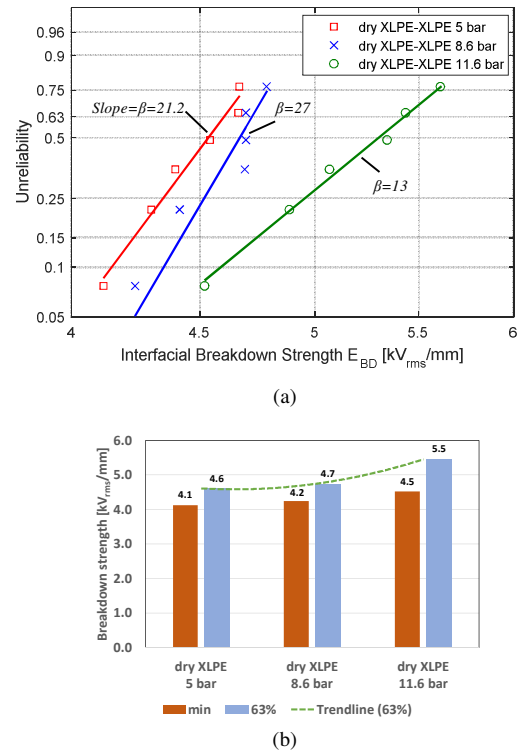 (a)
dry XLPE-XLPE 5 bar
dry XLPE-XLPE 8.6 bar
dry XLPE-XLPE 11.6 bar
0.96
0.9
0.75
0.63
0.5
0.25
0.15
0.1
0.05
Unreliability
Slope=β=21.2
β=27
β=13
4
4.5
5
5.5
6
Interfacial Breakdown Strength E_BD [kV_rms/mm]
(a)
Breakdown strength [kV_rms/mm]
6.0
5.0
4.0
3.0
2.0
1.0
0.0
4.1
4.6
4.2
4.7
4.5
5.5
dry XLPE
5 bar
dry XLPE
8.6 bar
dry XLPE
11.6 bar
min
63%
Trendline (63%)
(b)